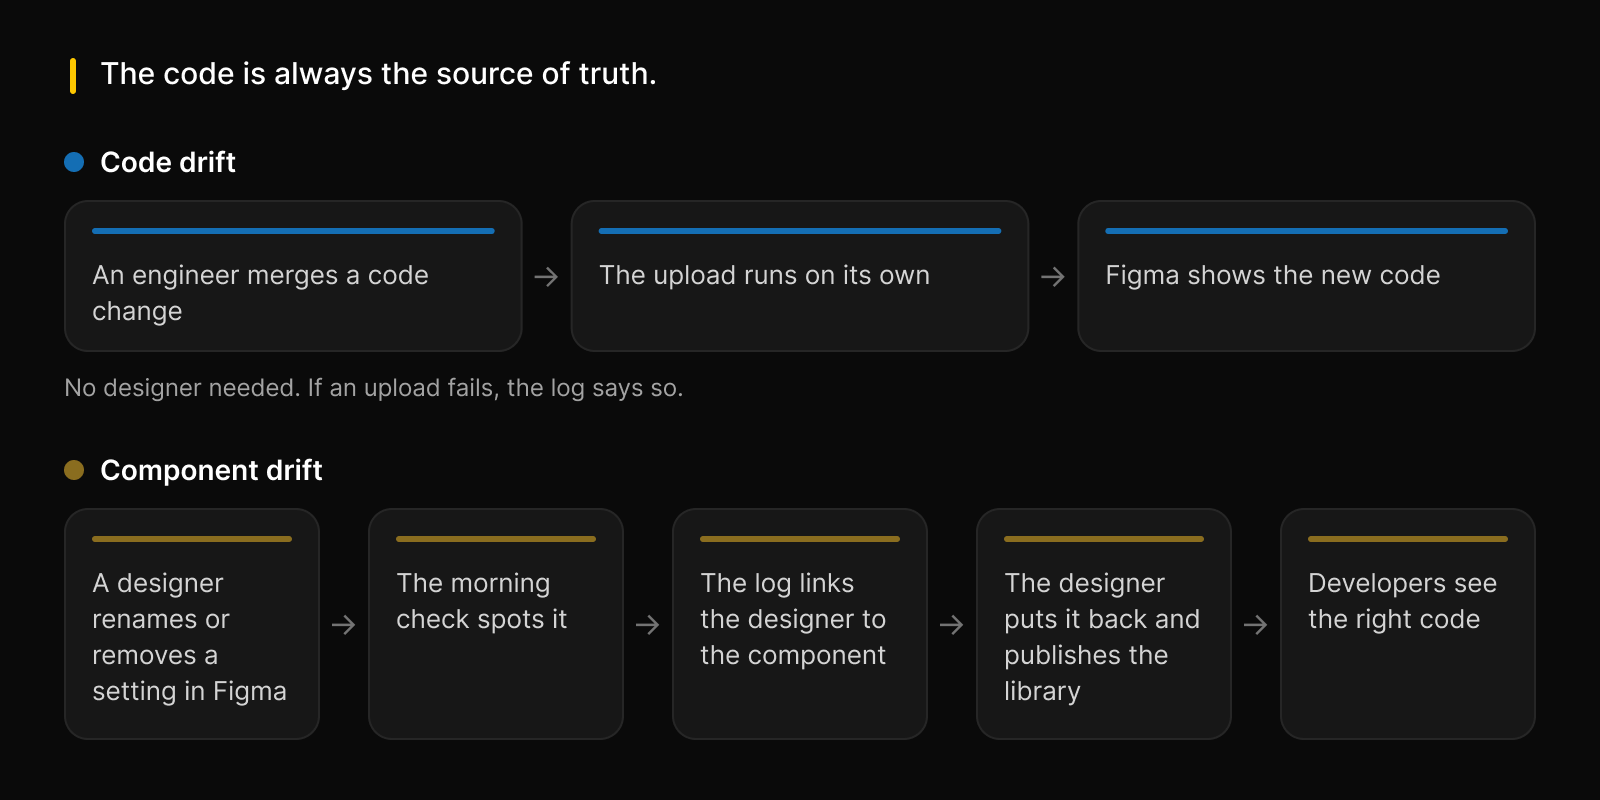 The code is always the source of truth.
Code drift
An engineer merges a code
change
→
The upload runs on its own
→
Figma shows the new code
No designer needed. If an upload fails, the log says so.
Component drift
A designer
renames or
removes a
setting in Figma
→
The morning
check spots it
→
The log links
the designer to
the component
→
The designer
puts it back and
publishes the
library
→
Developers see
the right code